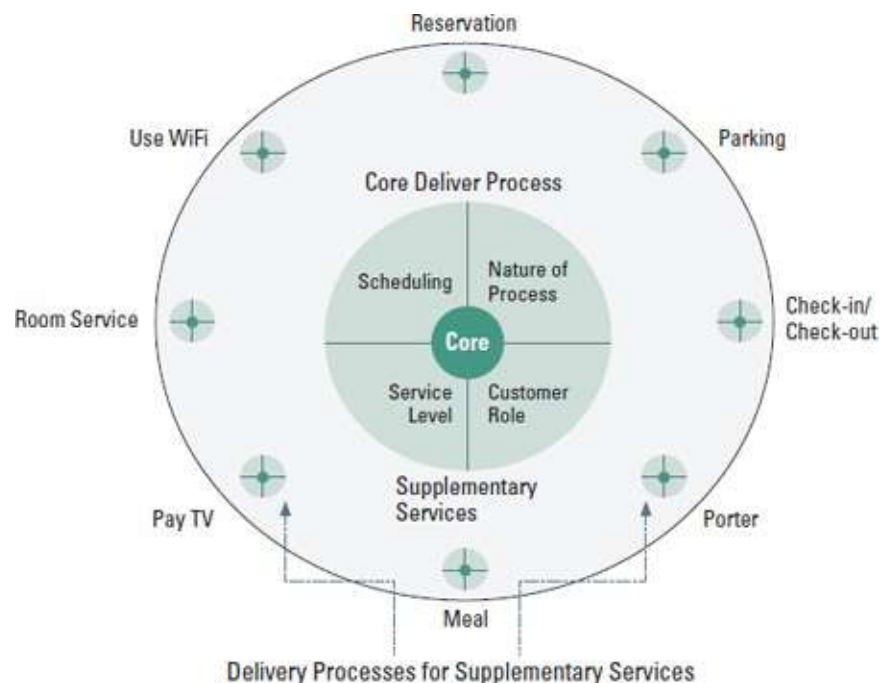 Reservation
Use WiFi
Parking
Core Deliver Process
Scheduling
Nature of
Process
Room Service
Core
Check-in/
Check-out
Service
Level
Customer
Role
Pay TV
Supplementary
Services
Porter
Meal
Delivery Processes for Supplementary Services